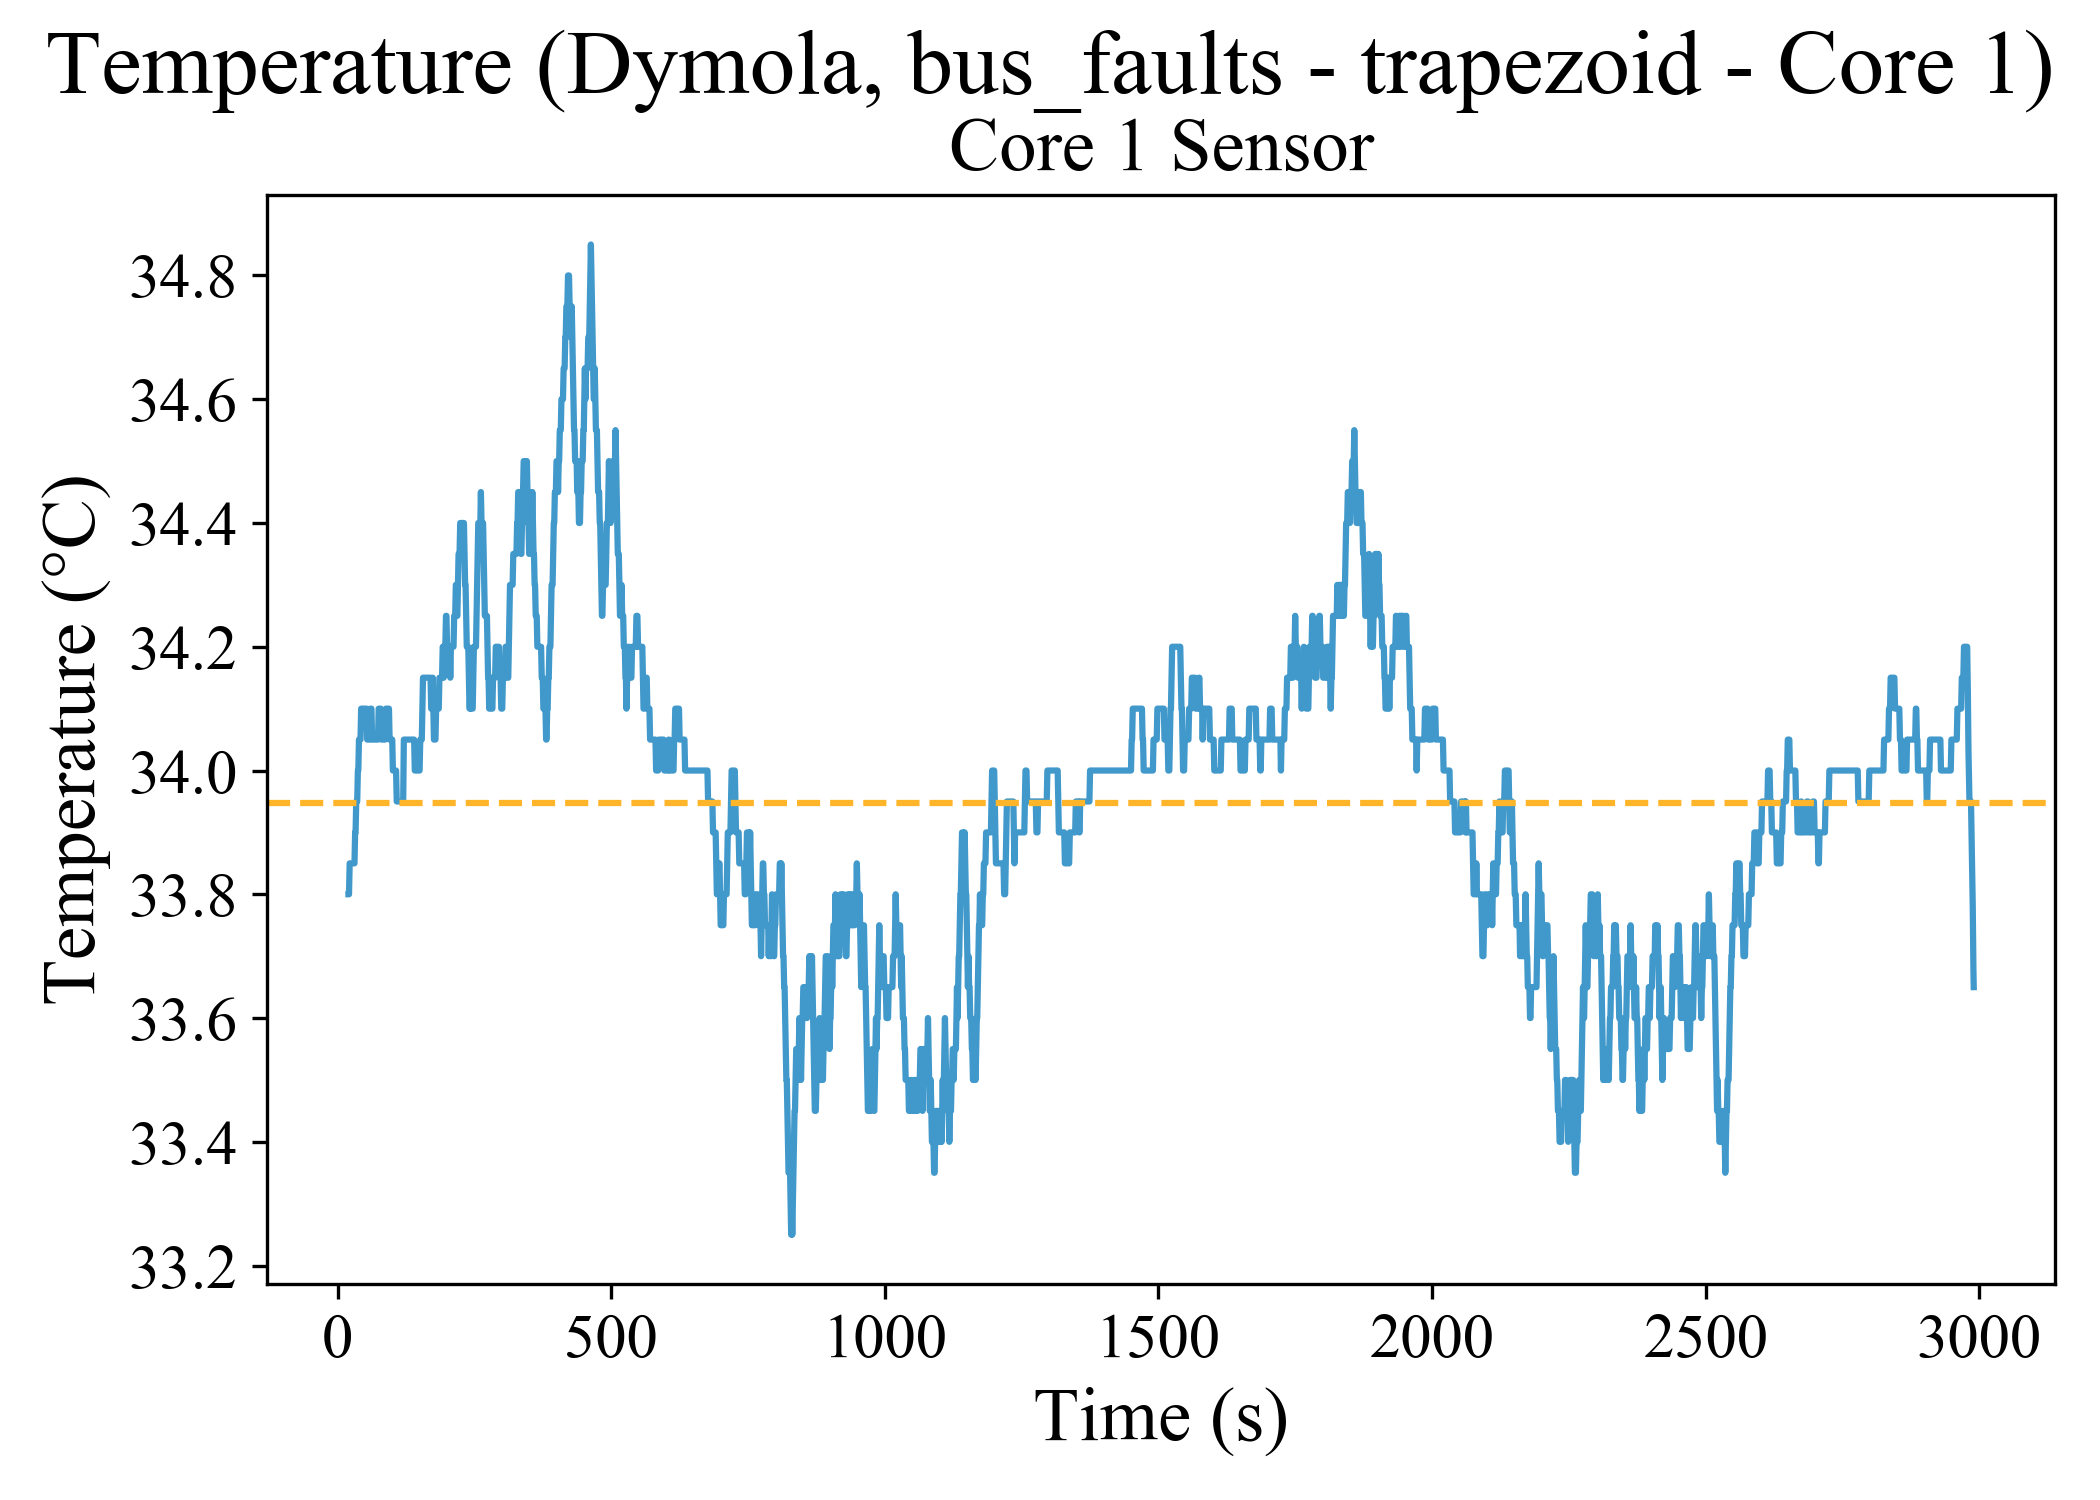 Temperature (Dymola, bus_faults - trapezoid - Core 1)
Core 1 Sensor
Temperature (°C)
34.8
34.6
34.4
34.2
34.0
33.8
33.6
33.4
33.2
0 500 1000 1500 2000 2500 3000
Time (s)